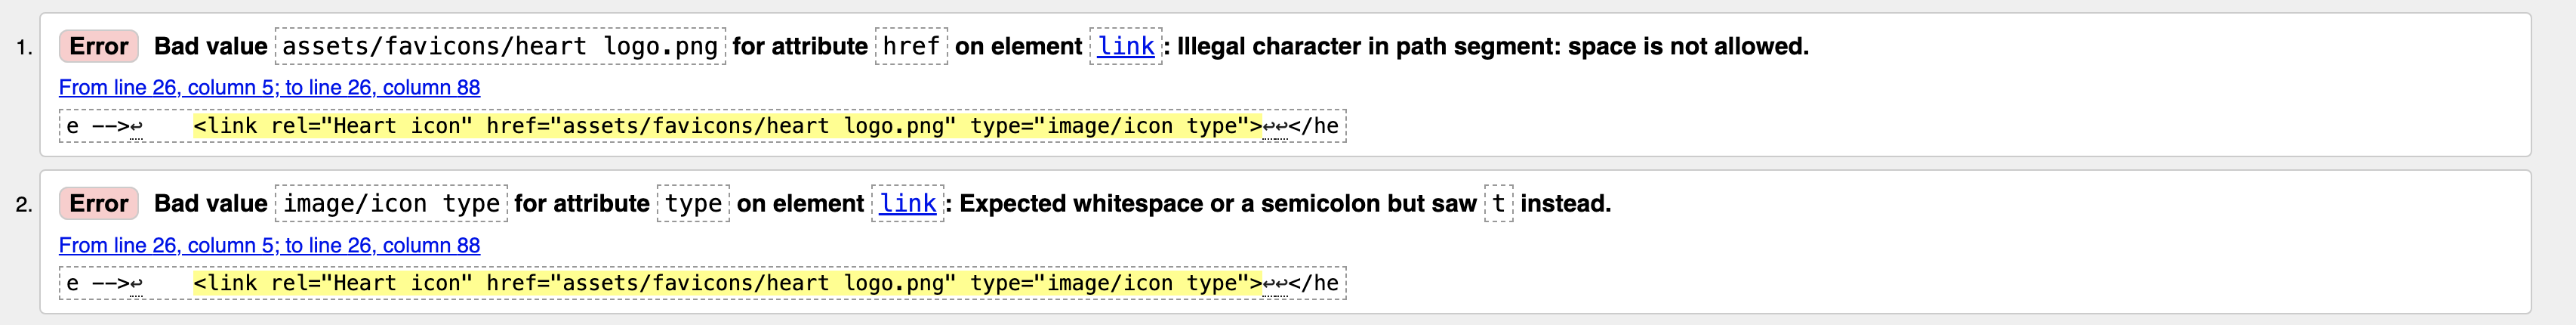 1. Error Bad value assets/favicons/heart logo.png for attribute href on element link: Illegal character in path segment: space is not allowed.
From line 26, column 5; to line 26, column 88
e -->↩    <link rel="Heart icon" href="assets/favicons/heart logo.png" type="image/icon type">↩↩</he
2. Error Bad value image/icon type for attribute type on element link: Expected whitespace or a semicolon but saw t instead.
From line 26, column 5; to line 26, column 88
e -->↩    <link rel="Heart icon" href="assets/favicons/heart logo.png" type="image/icon type">↩↩</he